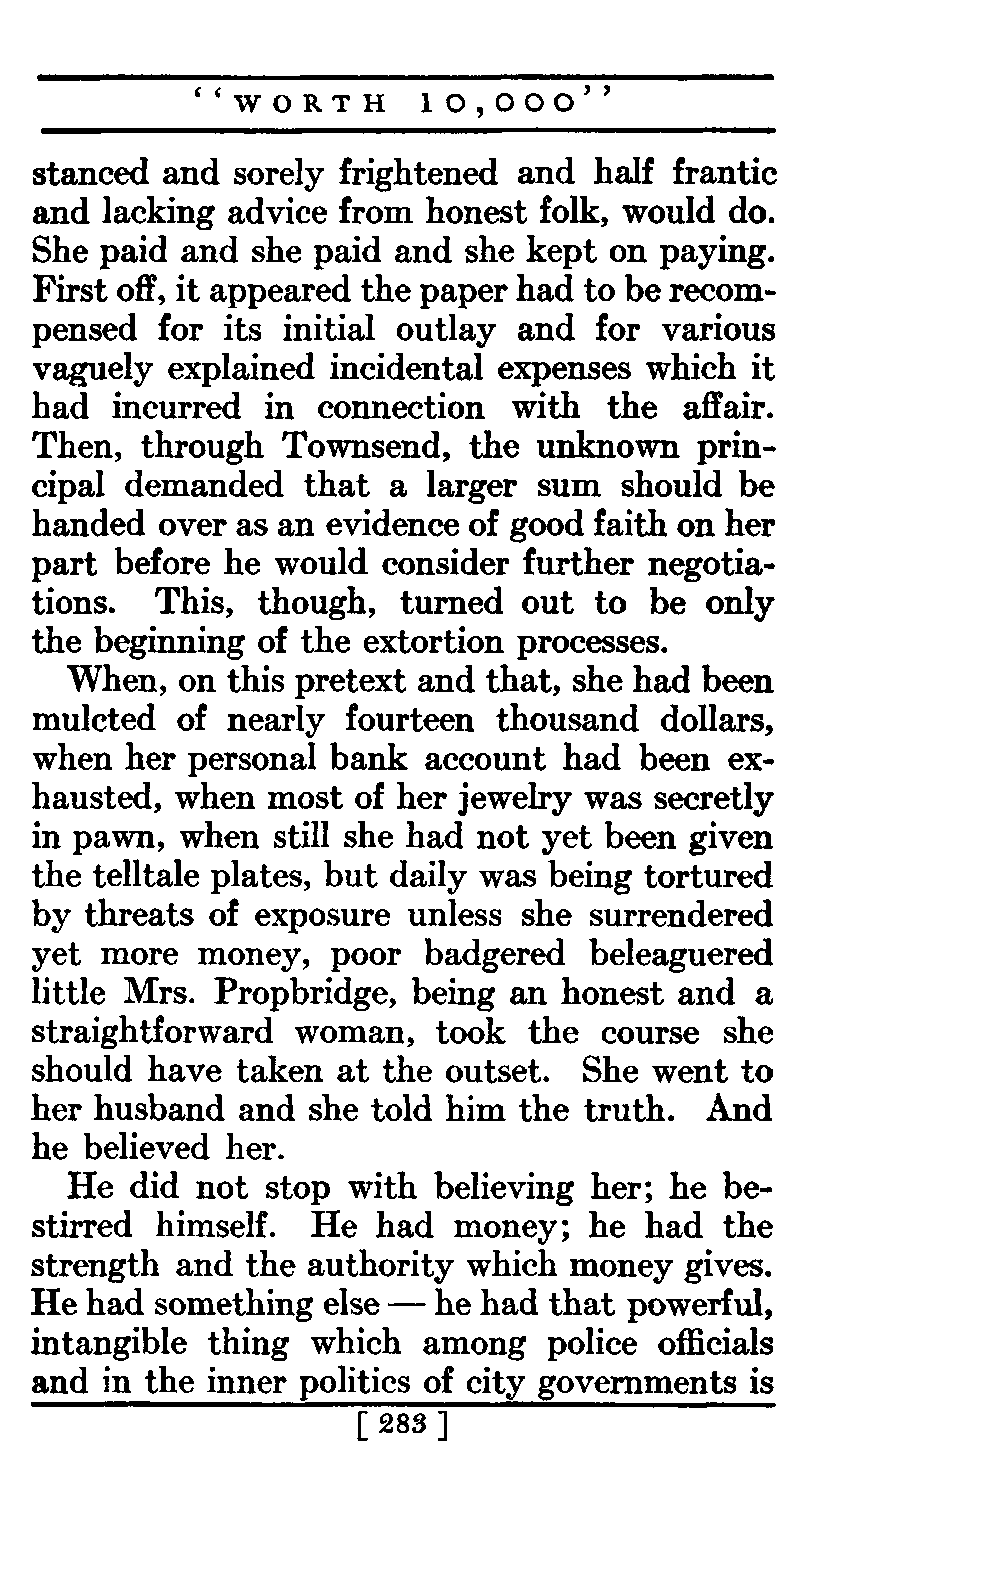 ‘‘WORTH 10,000’’
stanced and sorely frightened and half frantic
and lacking advice from honest folk, would do.
She paid and she paid and she kept on paying.
First off, it appeared the paper had to be recom-
pensed for its initial outlay and for various
vaguely explained incidental expenses which it
had incurred in connection with the affair.
Then, through Townsend, the unknown prin-
cipal demanded that a larger sum should be
handed over as an evidence of good faith on her
part before he would consider further negotia-
tions. This, though, turned out to be only
the beginning of the extortion processes.
When, on this pretext and that, she had been
mulcted of nearly fourteen thousand dollars,
when her personal bank account had been ex-
hausted, when most of her jewelry was secretly
in pawn, when still she had not yet been given
the telltale plates, but daily was being tortured
by threats of exposure unless she surrendered
yet more money, poor badgered beleaguered
little Mrs. Propbridge, being an honest and a
straightforward woman, took the course she
should have taken at the outset. She went to
her husband and she told him the truth. And
he believed her.
He did not stop with believing her; he be-
stirred himself. He had money; he had the
strength and the authority which money gives.
He had something else — he had that powerful,
intangible thing which among police officials
and in the inner politics of city governments is
[ 283 ]